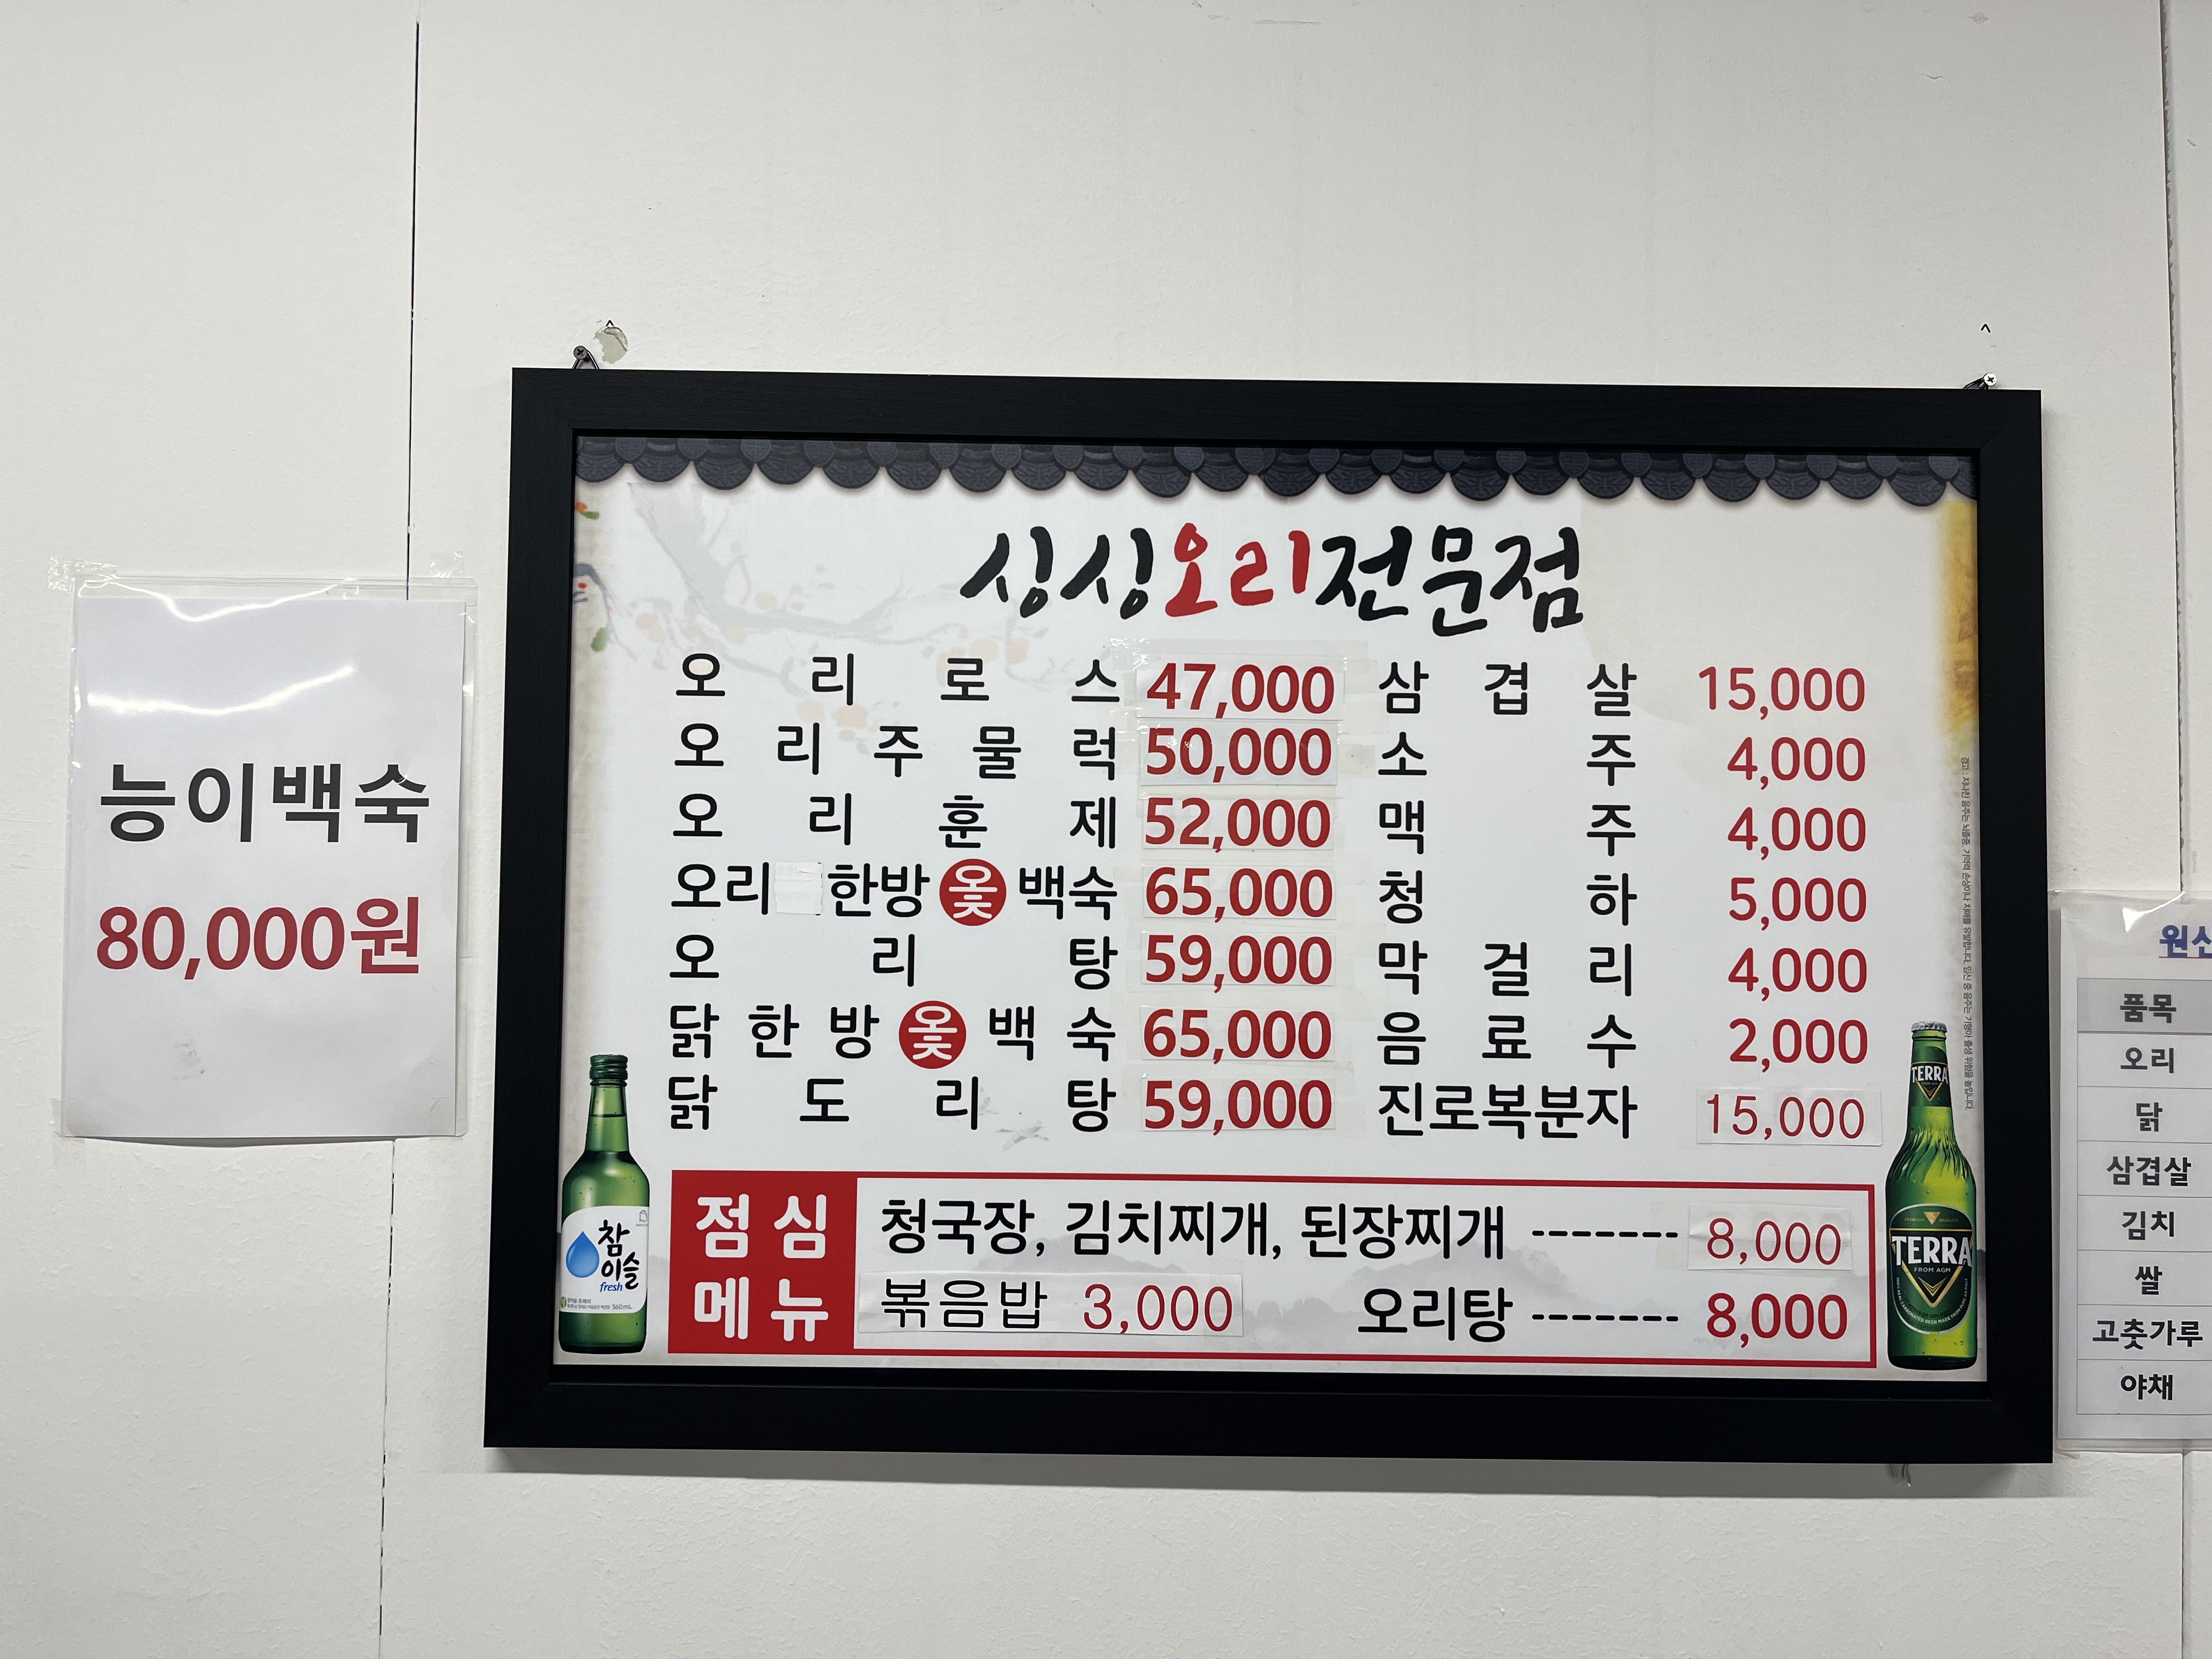 능이백숙
80,000원
싱싱오리전문점
오리로스 47,000
오리주물럭 50,000
오리훈제 52,000
오리 한방 옻 백숙 65,000
오리탕 59,000
닭한방 옻 백숙 65,000
닭도리탕 59,000
삼겹살 15,000
소주 4,000
맥주 4,000
청하 5,000
막걸리 4,000
음료수 2,000
진로복분자 15,000
점심
메뉴
청국장, 김치찌개, 된장찌개 ------- 8,000
볶음밥 3,000
오리탕 ------- 8,000
참
이슬
fresh
360mL
TERRA
TERRA
FROM AGM
품목
오리
닭
삼겹살
김치
쌀
고춧가루
야채